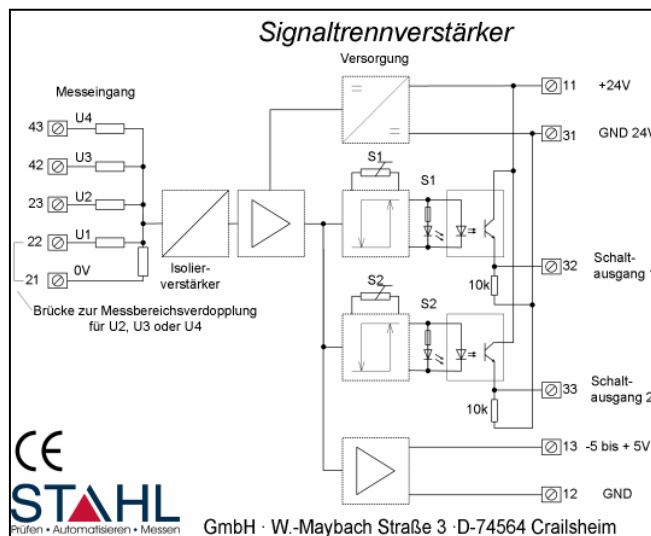 Signaltrennverstärker
Versorgung
Messeingang
43 U4
42 U3
23 U2
22 U1
21 0V
Brücke zur Messbereichsverdopplung
für U2, U3 oder U4
Isolier-
verstärker
S1
S1
10k
S2
S2
10k
11 +24V
31 GND 24V
32 Schalt-
ausgang 1
33 Schalt-
ausgang 2
13 -5 bis + 5V
12 GND
CE
STAHL
Prüfen • Automatisieren • Messen
GmbH · W.-Maybach Straße 3 ·D-74564 Crailsheim